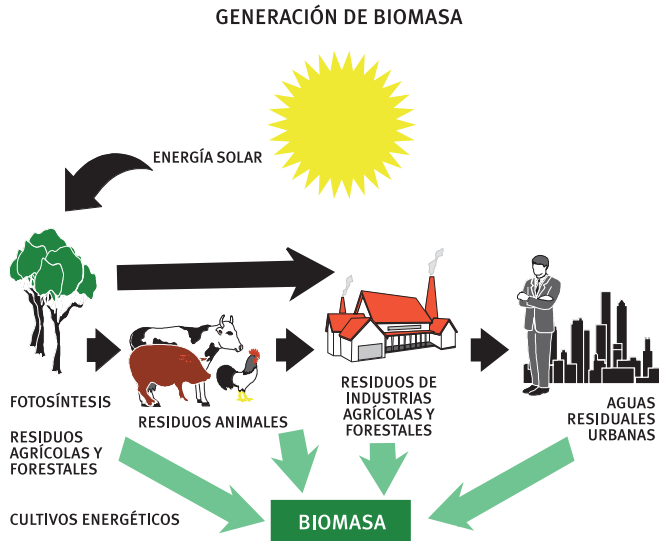 GENERACIÓN DE BIOMASA
ENERGÍA SOLAR
FOTOSÍNTESIS
RESIDUOS
AGRÍCOLAS Y
FORESTALES
CULTIVOS ENERGÉTICOS
RESIDUOS ANIMALES
RESIDUOS DE
INDUSTRIAS
AGRÍCOLAS Y
FORESTALES
AGUAS
RESIDUALES
URBANAS
BIOMASA